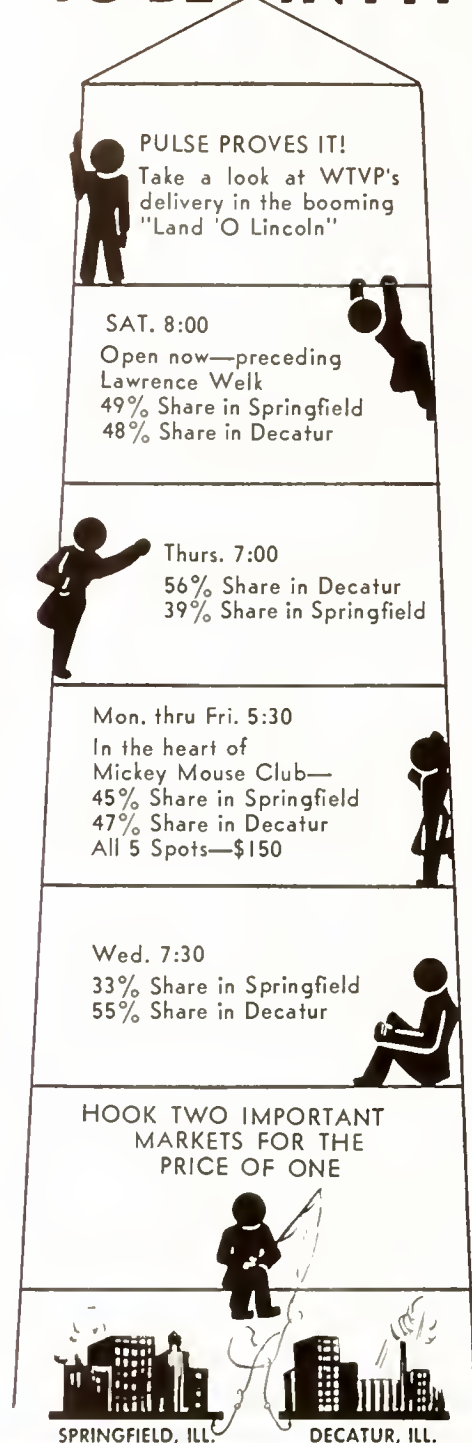 PULSE PROVES IT!
Take a look at WTVP's
delivery in the booming
"Land 'O Lincoln"
SAT. 8:00
Open now—preceding
Lawrence Welk
49% Share in Springfield
48% Share in Decatur
Thurs. 7:00
56% Share in Decatur
39% Share in Springfield
Mon. thru Fri. 5:30
In the heart of
Mickey Mouse Club—
45% Share in Springfield
47% Share in Decatur
All 5 Spots—$150
Wed. 7:30
33% Share in Springfield
55% Share in Decatur
HOOK TWO IMPORTANT
MARKETS FOR THE
PRICE OF ONE
SPRINGFIELD, ILL. DECATUR, ILL.